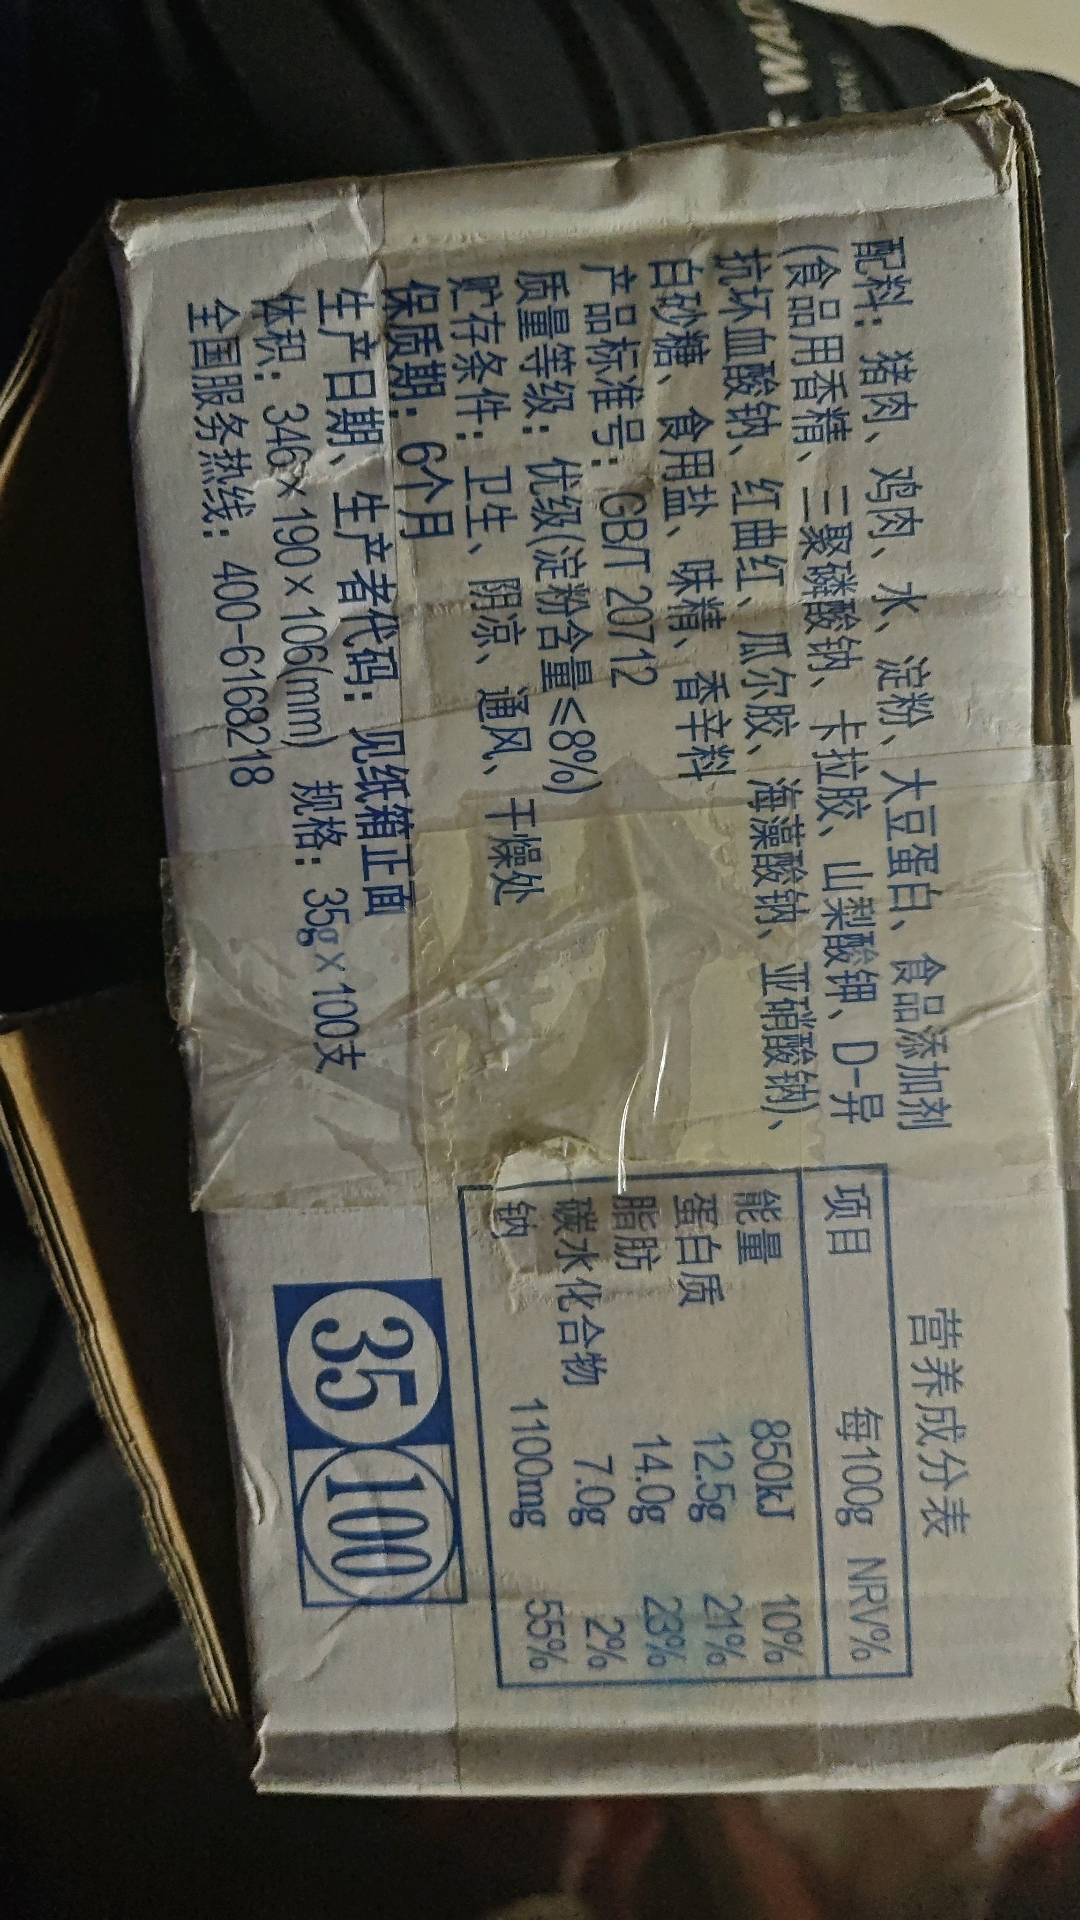 配料：猪肉、鸡肉、水、淀粉、大豆蛋白、食品添加剂
(食品用香精、三聚磷酸钠、卡拉胶、山梨酸钾、D-异
抗坏血酸钠、红曲红、瓜尔胶、海藻酸钠、亚硝酸钠)、
白砂糖、食用盐、味精、香辛料
产品标准号：GB/T 20712
质量等级：优级(淀粉含量≤8%)
贮存条件：卫生、阴凉、通风、干燥处
保质期：6个月
生产日期、生产者代码：见纸箱正面
体积：346×190×106(mm) 规格：35g×100支
全国服务热线：400-6168218
营养成分表
项目 每100g NRV%
能量 850kJ 10%
蛋白质 12.5g 21%
脂肪 14.0g 23%
碳水化合物 7.0g 2%
钠 1100mg 55%
35 100